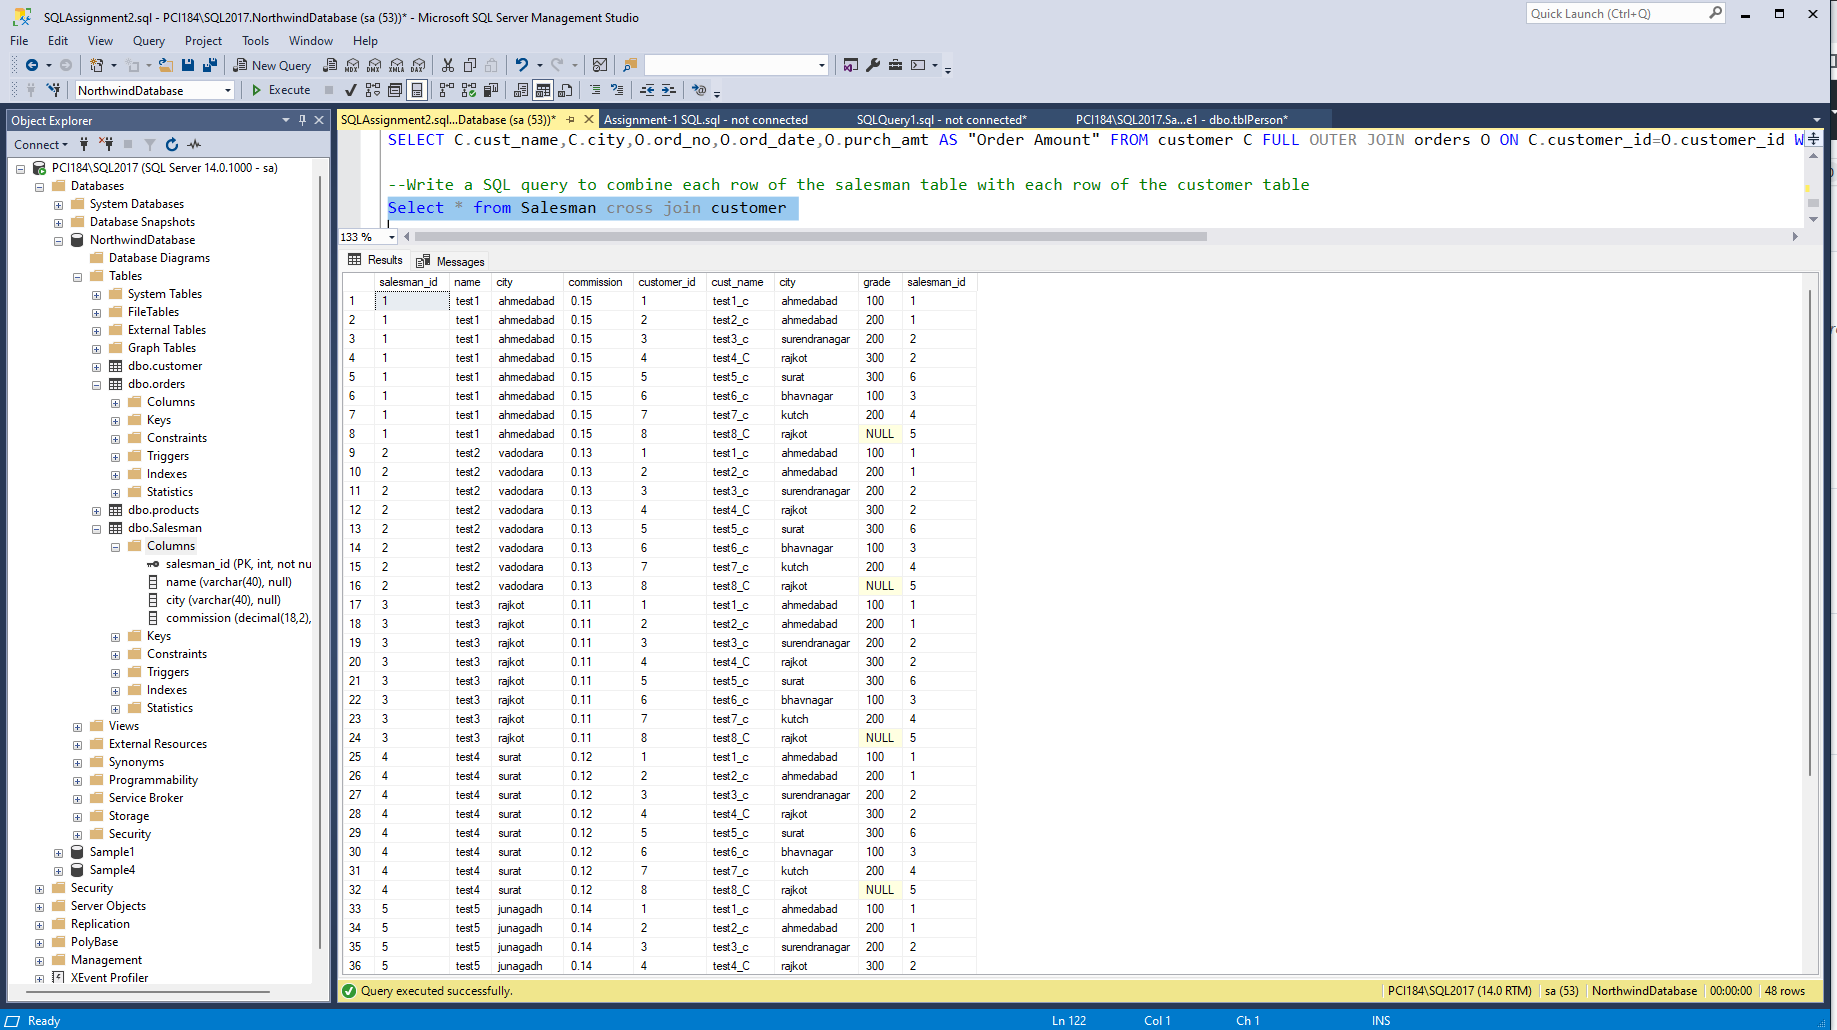 SQLAssignment2.sql - PCI184\SQL2017.NorthwindDatabase (sa (53))* - Microsoft SQL Server Management Studio
Quick Launch (Ctrl+Q)
File Edit View Query Project Tools Window Help
New Query MDX DMX XMLA DAX
NorthwindDatabase Execute
Object Explorer
Connect
PCI184\SQL2017 (SQL Server 14.0.1000 - sa)
Databases
System Databases
Database Snapshots
NorthwindDatabase
Database Diagrams
Tables
System Tables
FileTables
External Tables
Graph Tables
dbo.customer
dbo.orders
Columns
Keys
Constraints
Triggers
Indexes
Statistics
dbo.products
dbo.Salesman
Columns
salesman_id (PK, int, not nu
name (varchar(40), null)
city (varchar(40), null)
commission (decimal(18,2),
Keys
Constraints
Triggers
Indexes
Statistics
Views
External Resources
Synonyms
Programmability
Service Broker
Storage
Security
Sample1
Sample4
Security
Server Objects
Replication
PolyBase
Management
XEvent Profiler
SQLAssignment2.sql...Database (sa (53))* Assignment-1 SQL.sql - not connected SQLQuery1.sql - not connected* PCI184\SQL2017.Sa...e1 - dbo.tblPerson*
SELECT C.cust_name,C.city,O.ord_no,O.ord_date,O.purch_amt AS "Order Amount" FROM customer C FULL OUTER JOIN orders O ON C.customer_id=O.customer_id W
--Write a SQL query to combine each row of the salesman table with each row of the customer table
Select * from Salesman cross join customer
133 %
Results Messages
salesman_id name city commission customer_id cust_name city grade salesman_id
1 1 test1 ahmedabad 0.15 1 test1_c ahmedabad 100 1
2 1 test1 ahmedabad 0.15 2 test2_c ahmedabad 200 1
3 1 test1 ahmedabad 0.15 3 test3_c surendranagar 200 2
4 1 test1 ahmedabad 0.15 4 test4_C rajkot 300 2
5 1 test1 ahmedabad 0.15 5 test5_c surat 300 6
6 1 test1 ahmedabad 0.15 6 test6_c bhavnagar 100 3
7 1 test1 ahmedabad 0.15 7 test7_c kutch 200 4
8 1 test1 ahmedabad 0.15 8 test8_C rajkot NULL 5
9 2 test2 vadodara 0.13 1 test1_c ahmedabad 100 1
10 2 test2 vadodara 0.13 2 test2_c ahmedabad 200 1
11 2 test2 vadodara 0.13 3 test3_c surendranagar 200 2
12 2 test2 vadodara 0.13 4 test4_C rajkot 300 2
13 2 test2 vadodara 0.13 5 test5_c surat 300 6
14 2 test2 vadodara 0.13 6 test6_c bhavnagar 100 3
15 2 test2 vadodara 0.13 7 test7_c kutch 200 4
16 2 test2 vadodara 0.13 8 test8_C rajkot NULL 5
17 3 test3 rajkot 0.11 1 test1_c ahmedabad 100 1
18 3 test3 rajkot 0.11 2 test2_c ahmedabad 200 1
19 3 test3 rajkot 0.11 3 test3_c surendranagar 200 2
20 3 test3 rajkot 0.11 4 test4_C rajkot 300 2
21 3 test3 rajkot 0.11 5 test5_c surat 300 6
22 3 test3 rajkot 0.11 6 test6_c bhavnagar 100 3
23 3 test3 rajkot 0.11 7 test7_c kutch 200 4
24 3 test3 rajkot 0.11 8 test8_C rajkot NULL 5
25 4 test4 surat 0.12 1 test1_c ahmedabad 100 1
26 4 test4 surat 0.12 2 test2_c ahmedabad 200 1
27 4 test4 surat 0.12 3 test3_c surendranagar 200 2
28 4 test4 surat 0.12 4 test4_C rajkot 300 2
29 4 test4 surat 0.12 5 test5_c surat 300 6
30 4 test4 surat 0.12 6 test6_c bhavnagar 100 3
31 4 test4 surat 0.12 7 test7_c kutch 200 4
32 4 test4 surat 0.12 8 test8_C rajkot NULL 5
33 5 test5 junagadh 0.14 1 test1_c ahmedabad 100 1
34 5 test5 junagadh 0.14 2 test2_c ahmedabad 200 1
35 5 test5 junagadh 0.14 3 test3_c surendranagar 200 2
36 5 test5 junagadh 0.14 4 test4_C rajkot 300 2
Query executed successfully. PCI184\SQL2017 (14.0 RTM) sa (53) NorthwindDatabase 00:00:00 48 rows
Ready Ln 122 Col 1 Ch 1 INS